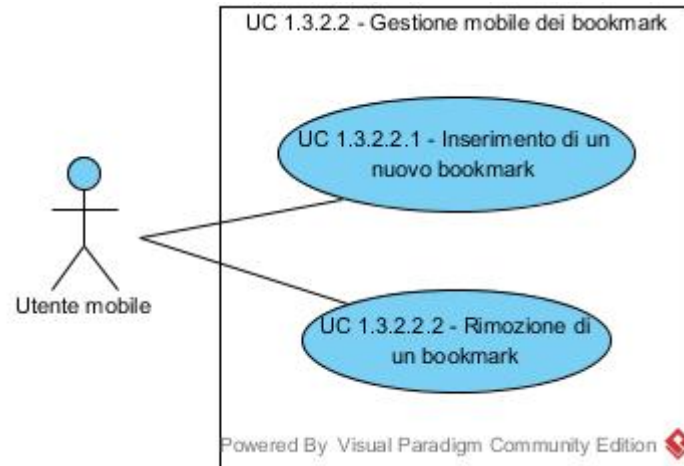 UC 1.3.2.2 - Gestione mobile dei bookmark
UC 1.3.2.2.1 - Inserimento di un
nuovo bookmark
Utente mobile
UC 1.3.2.2.2 - Rimozione di
un bookmark
Powered By Visual Paradigm Community Edition